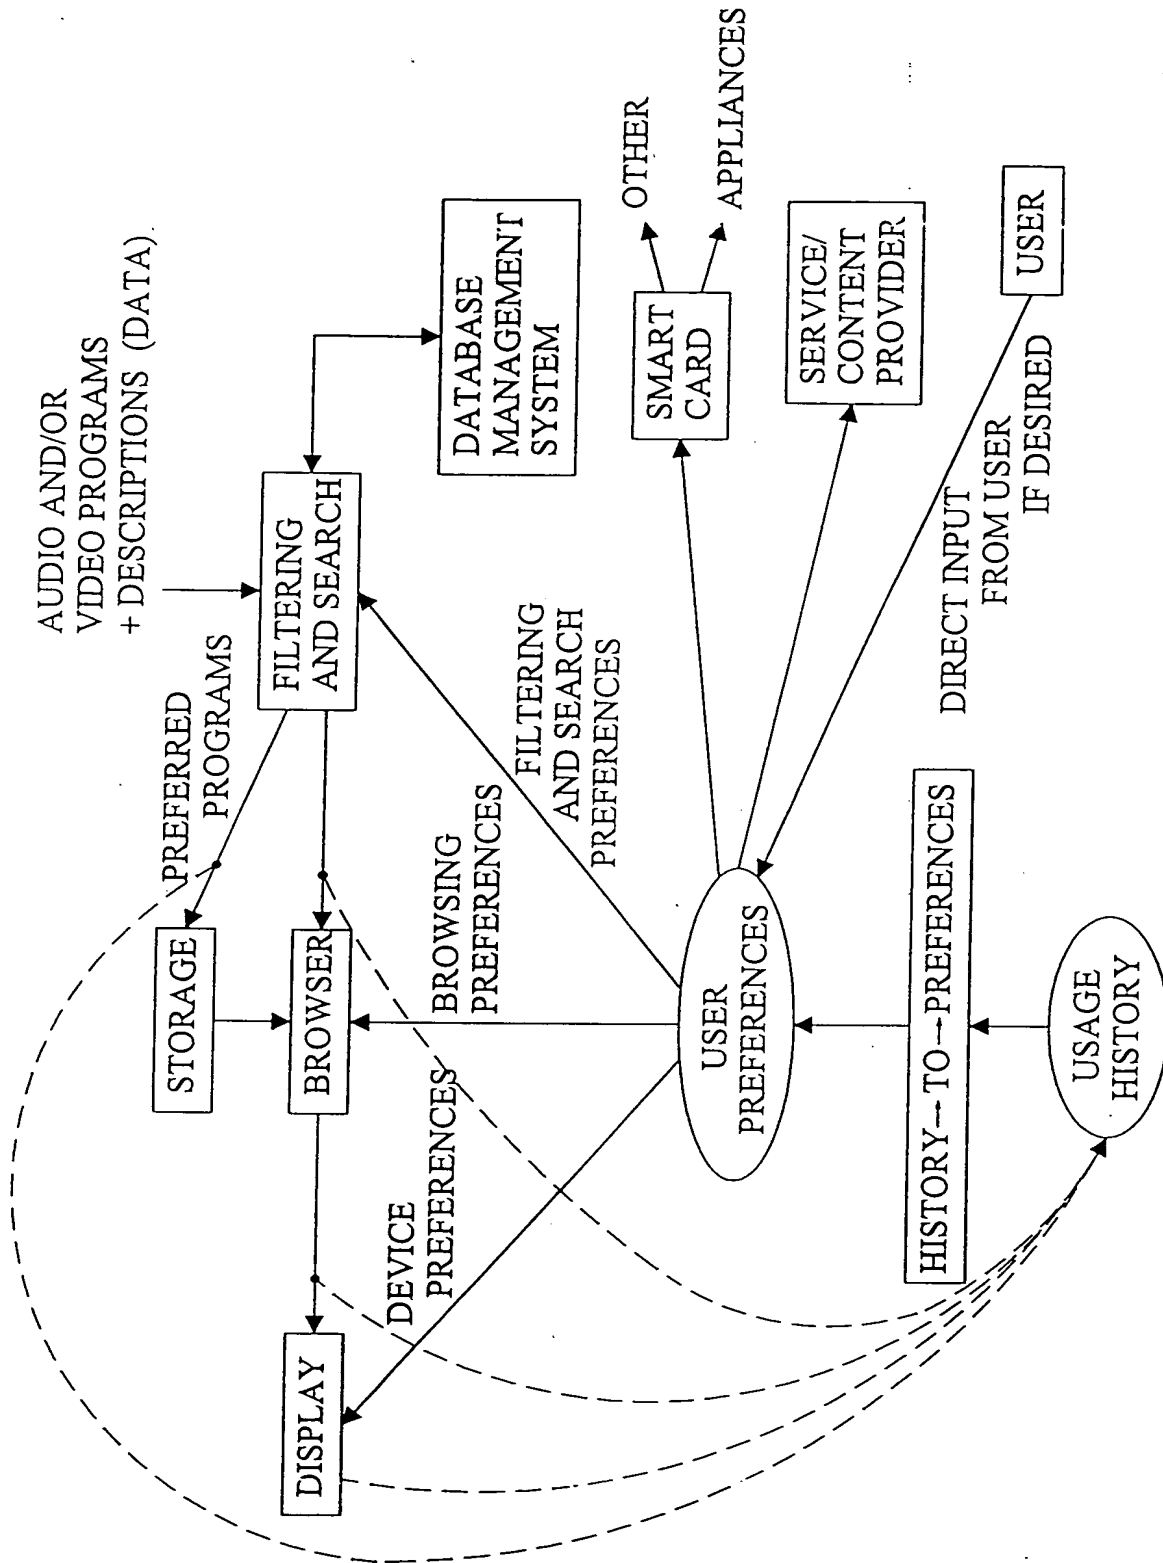 AUDIO AND/OR
VIDEO PROGRAMS
+ DESCRIPTIONS (DATA)
PREFERRED
PROGRAMS
FILTERING
AND SEARCH
STORAGE
BROWSER
DISPLAY
DATABASE
MANAGEMENT
SYSTEM
DEVICE
PREFERENCES
BROWSING
PREFERENCES
FILTERING
AND SEARCH
PREFERENCES
OTHER
APPLIANCES
SMART
CARD
USER
PREFERENCES
SERVICE/
CONTENT
PROVIDER
DIRECT INPUT
FROM USER
IF DESIRED
USER
HISTORY→TO→PREFERENCES
USAGE
HISTORY